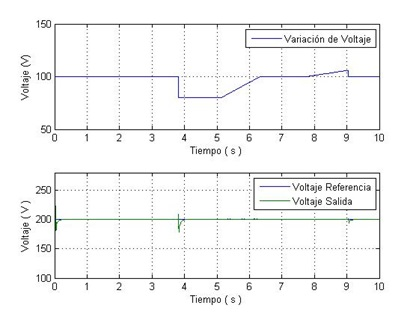 150
Variación de Voltaje
Voltaje (V)
100
50
0 1 2 3 4 5 6 7 8 9 10
Tiempo ( s )
Voltaje Referencia
Voltaje Salida
250
Voltaje ( V )
200
150
100
0 1 2 3 4 5 6 7 8 9 10
Tiempo ( s )